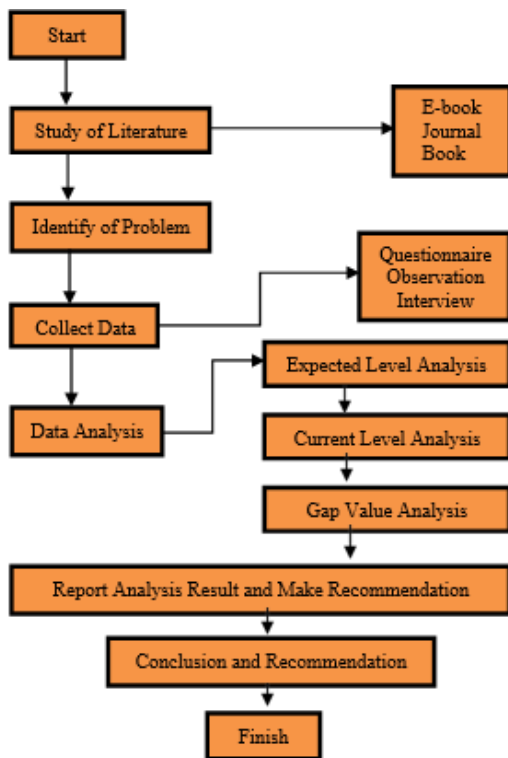 Start
Study of Literature
E-book
Journal
Book
Identify of Problem
Questionnaire
Observation
Interview
Collect Data
Expected Level Analysis
Data Analysis
Current Level Analysis
Gap Value Analysis
Report Analysis Result and Make Recommendation
Conclusion and Recommendation
Finish